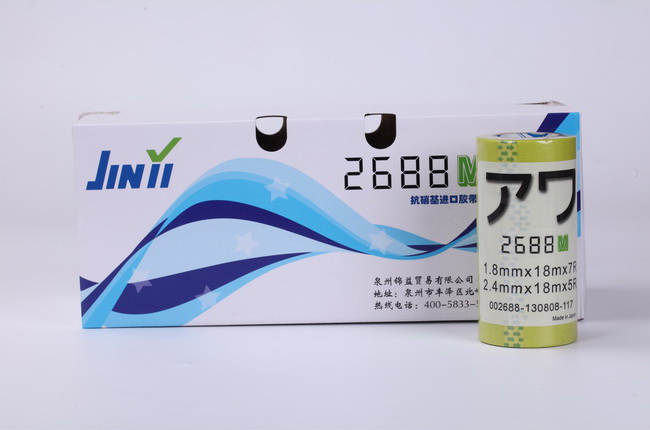 JINYI
2688M
抗硝基进口胶带
泉州锦益贸易有限公司
地址：泉州市丰泽区北
热线电话：400-5833-5
アワ
2688M
1.8mmx18mx7R
2.4mmx18mx5R
002688-130808-117
Made in Japan